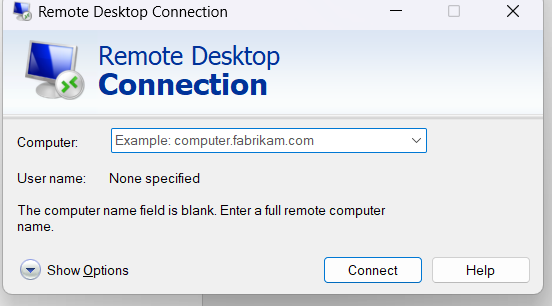 Remote Desktop Connection
Remote Desktop
Connection
Computer:
Example: computer.fabrikam.com
User name:
None specified
The computer name field is blank. Enter a full remote computer
name.
Show Options
Connect
Help